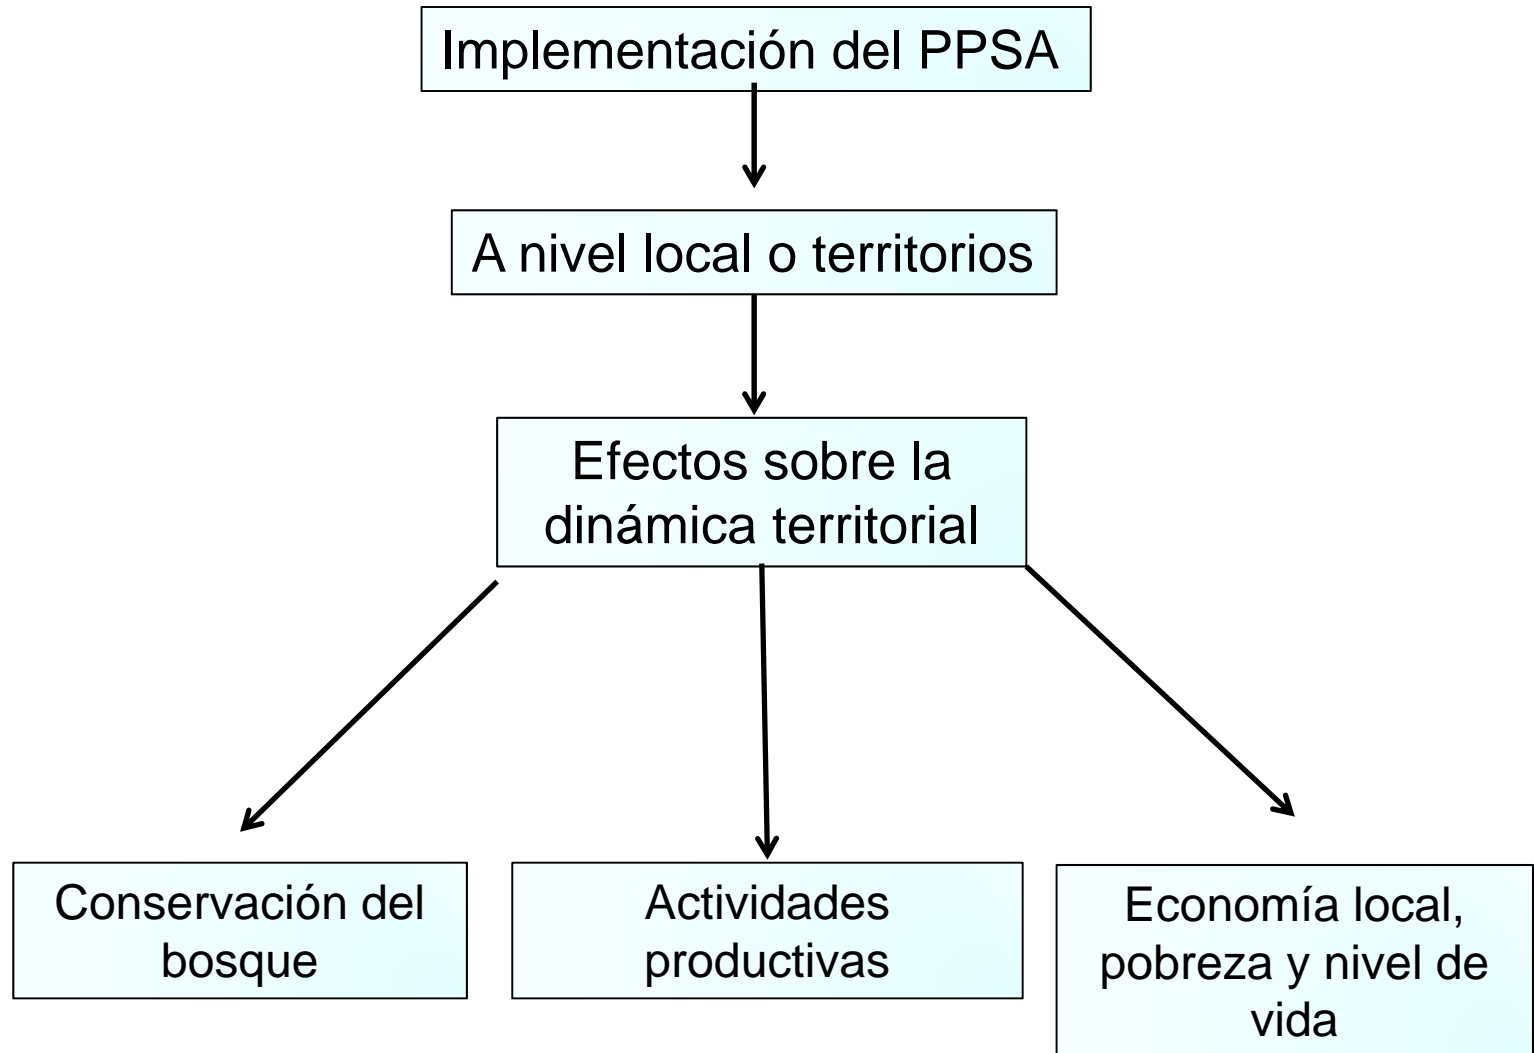 Implementación del PPSA
A nivel local o territorios
Efectos sobre la
dinámica territorial
Conservación del
bosque
Actividades
productivas
Economía local,
pobreza y nivel de
vida